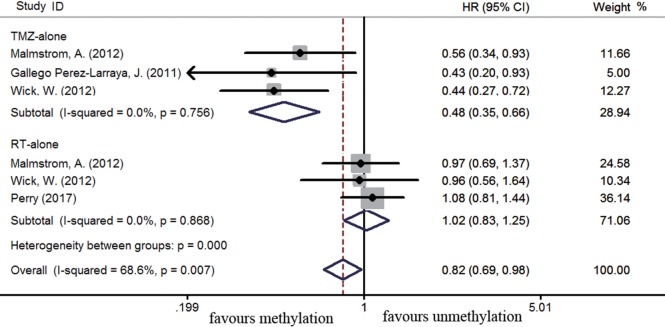 Study ID HR (95% CI) Weight %
TMZ-alone
Malmstrom, A. (2012) 0.56 (0.34, 0.93) 11.66
Gallego Perez-Larraya, J. (2011) 0.43 (0.20, 0.93) 5.00
Wick. W. (2012) 0.44 (0.27, 0.72) 12.27
Subtotal (I-squared = 0.0%, p = 0.756) 0.48 (0.35, 0.66) 28.94
RT-alone
Malmstrom, A. (2012) 0.97 (0.69, 1.37) 24.58
Wick, W. (2012) 0.96 (0.56, 1.64) 10.34
Perry (2017) 1.08 (0.81, 1.44) 36.14
Subtotal (I-squared = 0.0%, p = 0.868) 1.02 (0.83, 1.25) 71.06
Heterogeneity between groups: p = 0.000
Overall (I-squared = 68.6%, p = 0.007) 0.82 (0.69, 0.98) 100.00
.199 1 5.01
favours methylation favours unmethylation